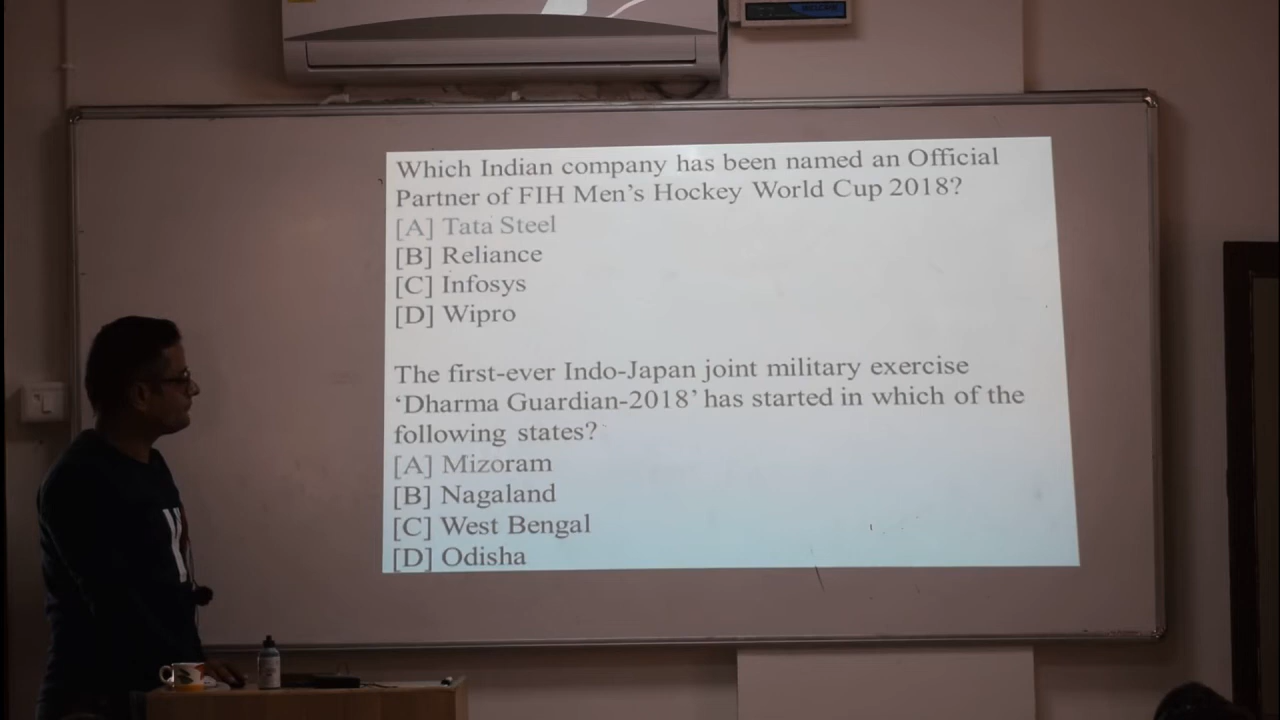 Which Indian company has been named an Official
Partner of FIH Men's Hockey World Cup 2018?
[A] Tata Steel
[B] Reliance
[C] Infosys
[D] Wipro
The first-ever Indo-Japan joint military exercise
‘Dharma Guardian-2018’ has started in which of the
following states?
[A] Mizoram
[B] Nagaland
[C] West Bengal
[D] Odisha